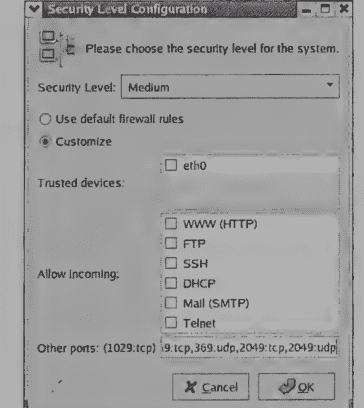 Security Level Configuration
Please choose the security level for the system.
Security Level: Medium
Use default firewall rules
Customize
Trusted devices:
eth0
Allow incoming:
WWW (HTTP)
FTP
SSH
DHCP
Mail (SMTP)
Telnet
Other ports: (1029:tcp) i9:tcp,369:udp,2049:tcp,2049:udp
Cancel
OK